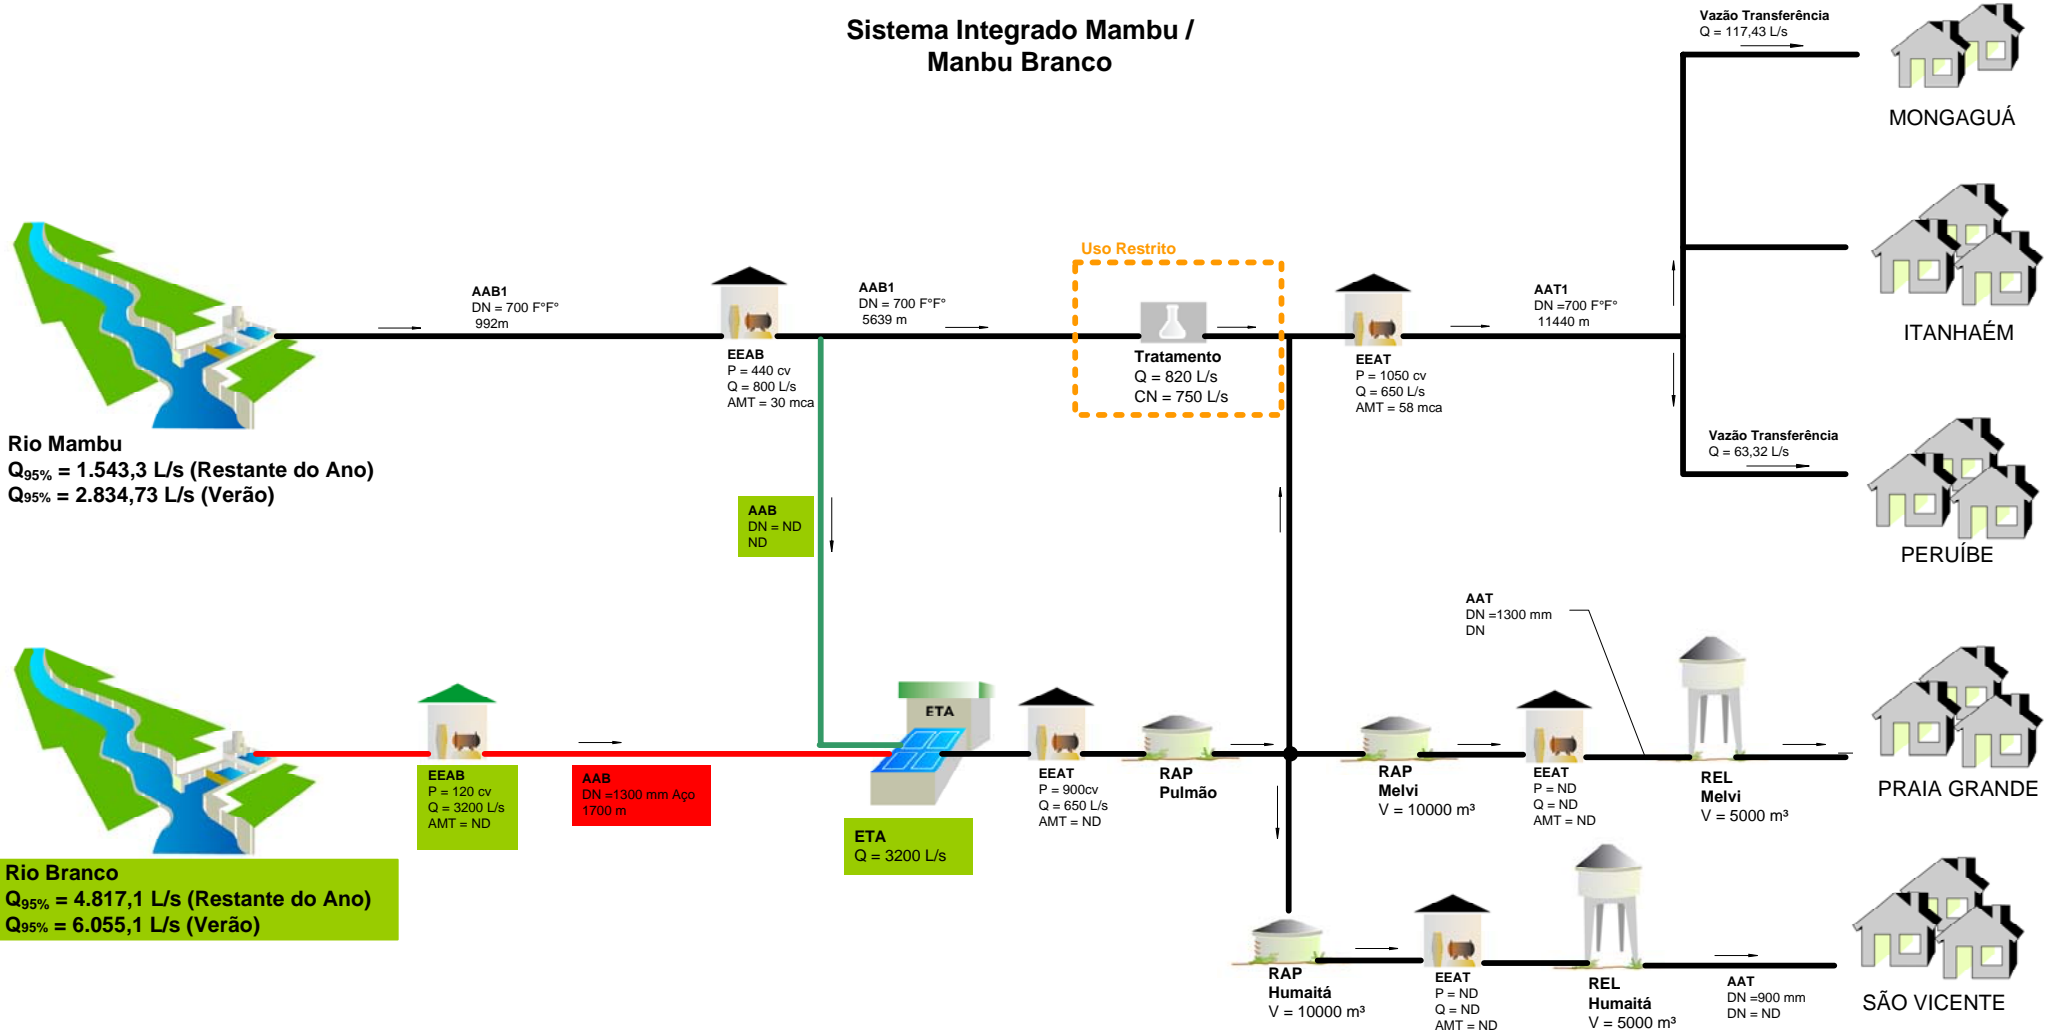 Sistema Integrado Mambu /
Manbu Branco
Vazão Transferência
Q = 117,43 L/s
MONGAGUÁ
ITANHAÉM
Uso Restrito
AAB1
DN = 700 FºFº
992m
AAB1
DN = 700 FºFº
5639 m
AAT1
DN =700 FºFº
11440 m
EEAB
P = 440 cv
Q = 800 L/s
AMT = 30 mca
Tratamento
Q = 820 L/s
CN = 750 L/s
EEAT
P = 1050 cv
Q = 650 L/s
AMT = 58 mca
Rio Mambu
Q95% = 1.543,3 L/s (Restante do Ano)
Q95% = 2.834,73 L/s (Verão)
Vazão Transferência
Q = 63,32 L/s
PERUÍBE
AAB
DN = ND
ND
AAT
DN =1300 mm
DN
ETA
EEAB
P = 120 cv
Q = 3200 L/s
AMT = ND
AAB
DN =1300 mm Aço
1700 m
ETA
Q = 3200 L/s
EEAT
P = 900cv
Q = 650 L/s
AMT = ND
RAP
Pulmão
RAP
Melvi
V = 10000 m³
EEAT
P = ND
Q = ND
AMT = ND
REL
Melvi
V = 5000 m³
PRAIA GRANDE
Rio Branco
Q95% = 4.817,1 L/s (Restante do Ano)
Q95% = 6.055,1 L/s (Verão)
RAP
Humaitá
V = 10000 m³
EEAT
P = ND
Q = ND
AMT = ND
REL
Humaitá
V = 5000 m³
AAT
DN =900 mm
DN = ND
SÃO VICENTE